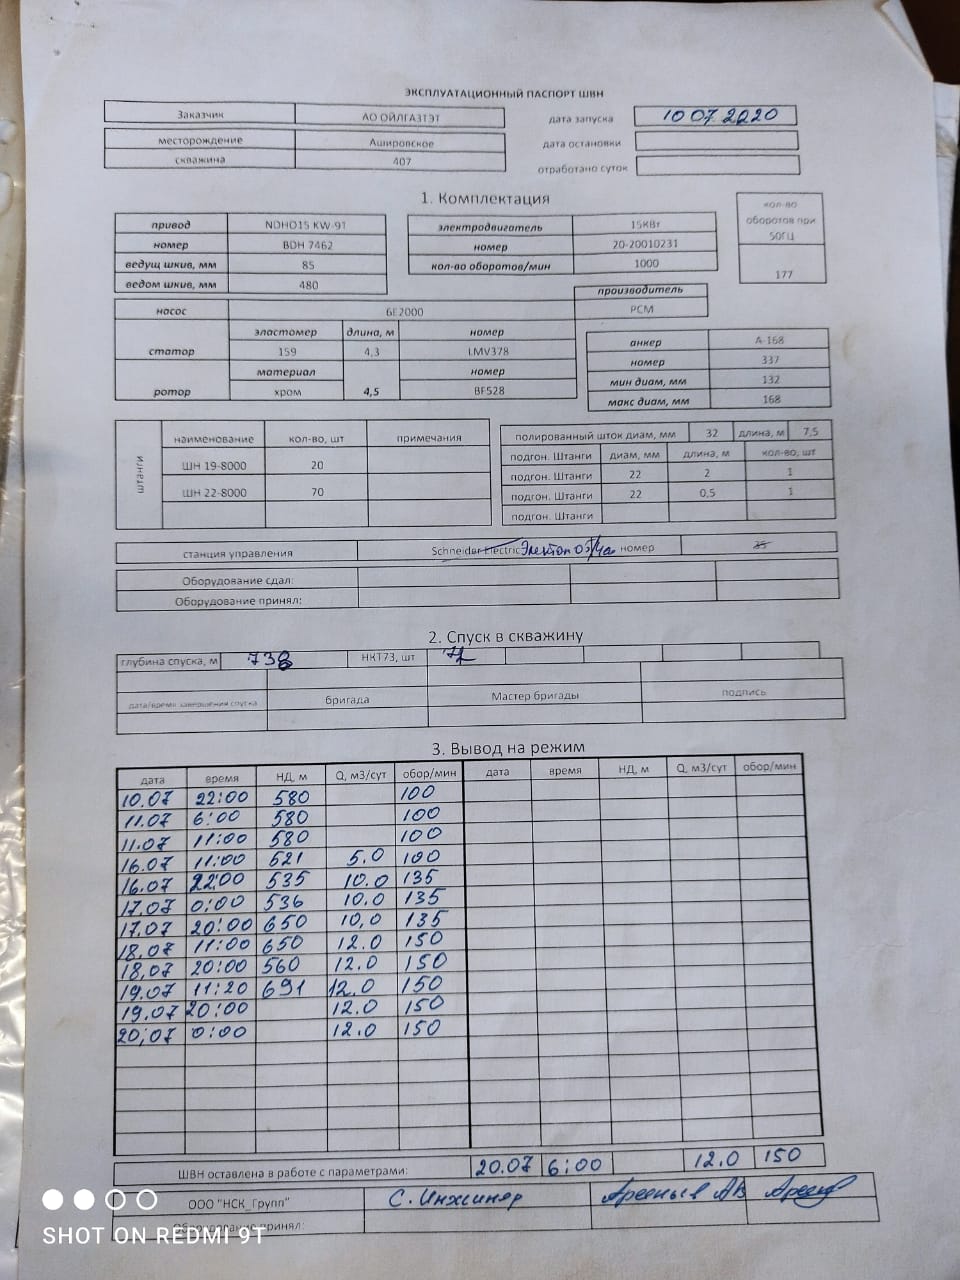 ЭКСПЛУАТАЦИОННЫЙ ПАСПОРТ ШВН
Заказчик АО ОЙЛГАЗТЭТ дата запуска 10 07 2020
месторождение Ашировское дата остановки
скважина 407 отработано суток
1. Комплектация
кол-во оборотов при 50ГЦ
177
привод NDHO15 KW-9T электродвигатель 15КВт
номер BDH 7462 номер 20-20010231
ведущ шкив, мм 85 кол-во оборотов/мин 1000
ведом шкив, мм 480
производитель
насос 6E2000 PCM
эластомер длина, м номер
статор 159 4,3 LMV378
материал номер
ротор хром 4,5 BF528
анкер А-168
номер 337
мин диам, мм 132
макс диам, мм 168
штанги
наименование кол-во, шт примечания
ШН 19-8000 20
ШН 22-8000 70
полированный шток диам, мм 32 длина, м 7,5
подгон. Штанги диам, мм длина, м кол-во, шт
подгон. Штанги 22 2 1
подгон. Штанги 22 0,5 1
подгон. Штанги
станция управления Schneider Electric номер 35
Оборудование сдал:
Оборудование принял:
2. Спуск в скважину
глубина спуска, м 738 НКТ73, шт
дата/время завершения спуска бригада Мастер бригады подпись
3. Вывод на режим
дата время НД, м Q, м3/сут обор/мин дата время НД, м Q, м3/сут обор/мин
10.07 22:00 580 100
11.07 6:00 580 100
11.07 11:00 580 100
16.07 11:00 521 5.0 100
16.07 22:00 535 10.0 135
17.07 0:00 536 10.0 135
17.07 20:00 650 10,0 135
18.07 11:00 650 12.0 150
18,07 20:00 560 12.0 150
19.07 11:20 691 12.0 150
19.07 20:00 12.0 150
20,07 0:00 12.0 150
ШВН оставлена в работе с параметрами: 20.07 6:00 12.0 150
ООО "НСК_Групп" С. Инжинер Арсеньев АВ
Оборудование принял:
SHOT ON REDMI 9T